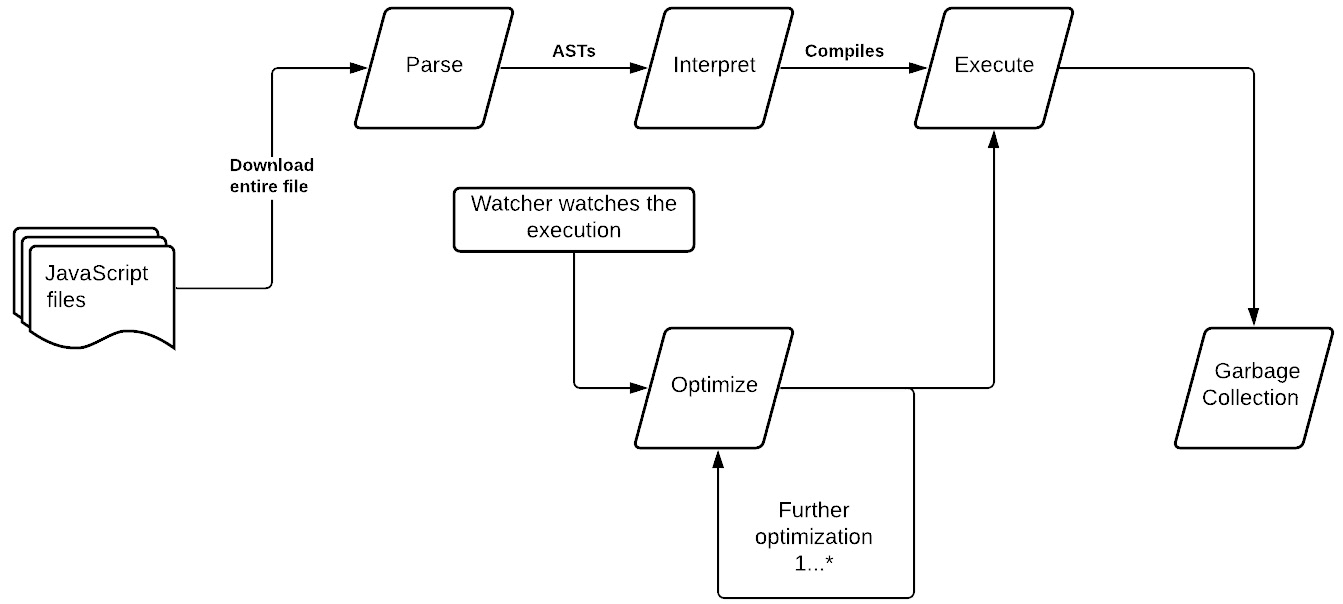 Parse
ASTs
Interpret
Compiles
Execute
Download
entire file
Watcher watches the
execution
JavaScript
files
Optimize
Garbage
Collection
Further
optimization
1...*